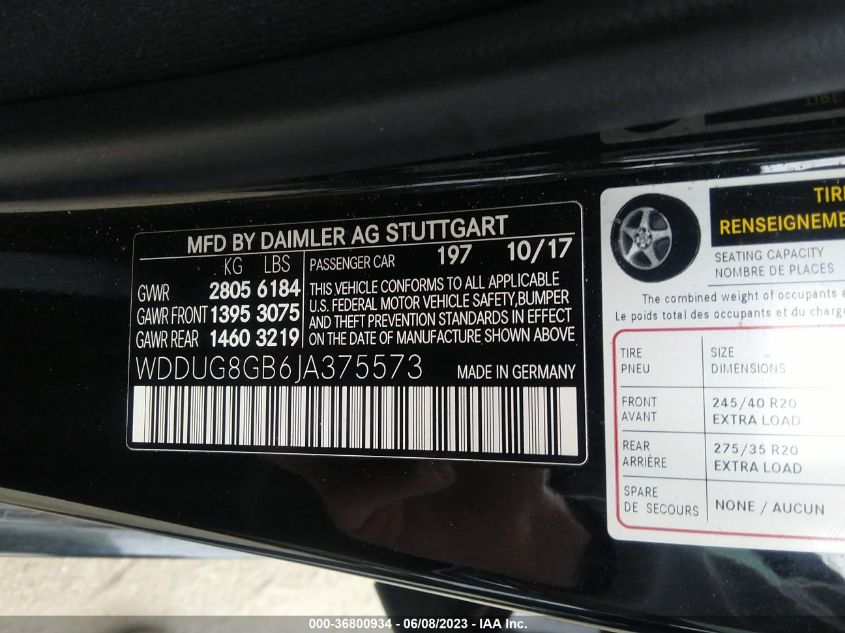 MFD BY DAIMLER AG STUTTGART
KG LBS
GVWR 2805 6184
GAWR FRONT 1395 3075
GAWR REAR 1460 3219
PASSENGER CAR 197 10/17
THIS VEHICLE CONFORMS TO ALL APPLICABLE
U.S. FEDERAL MOTOR VEHICLE SAFETY, BUMPER
AND THEFT PREVENTION STANDARDS IN EFFECT
ON THE DATE OF MANUFACTURE SHOWN ABOVE
WDDUG8GB6JA375573
TIRE
RENSEIGNEME
SEATING CAPACITY
NOMBRE DE PLACES
The combined weight of occupants
Le poids total des occupants et du charg
TIRE
PNEU
SIZE
DIMENSIONS
FRONT
AVANT
245/40 R20
EXTRA LOAD
REAR
ARRIÈRE
275/35 R20
EXTRA LOAD
SPARE
DE SECOURS
NONE / AUCUN
000-36800934 - 06/08/2023 - IAA Inc.